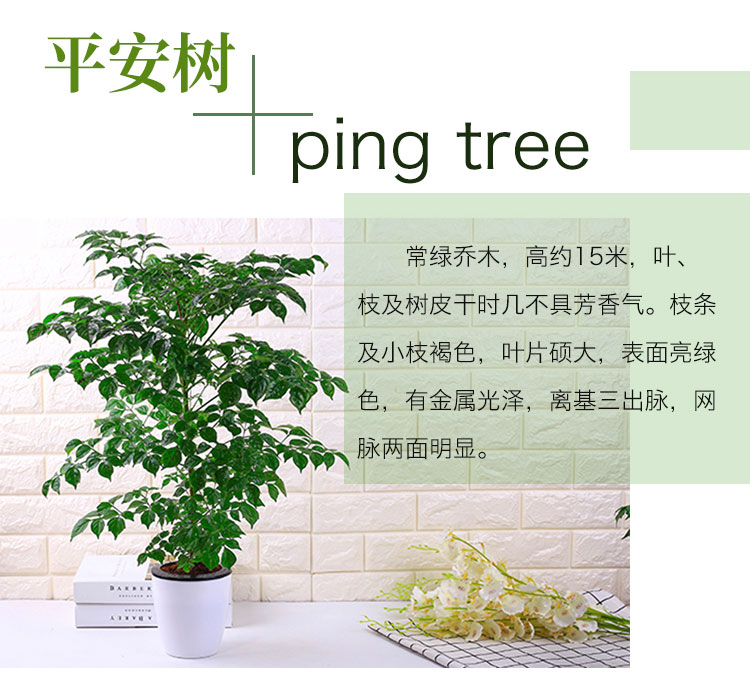 平安树
ping tree
常绿乔木，高约15米，叶、
枝及树皮干时几不具芳香气。枝条
及小枝褐色，叶片硕大，表面亮绿
色，有金属光泽，离基三出脉，网
脉两面明显。
BARBER